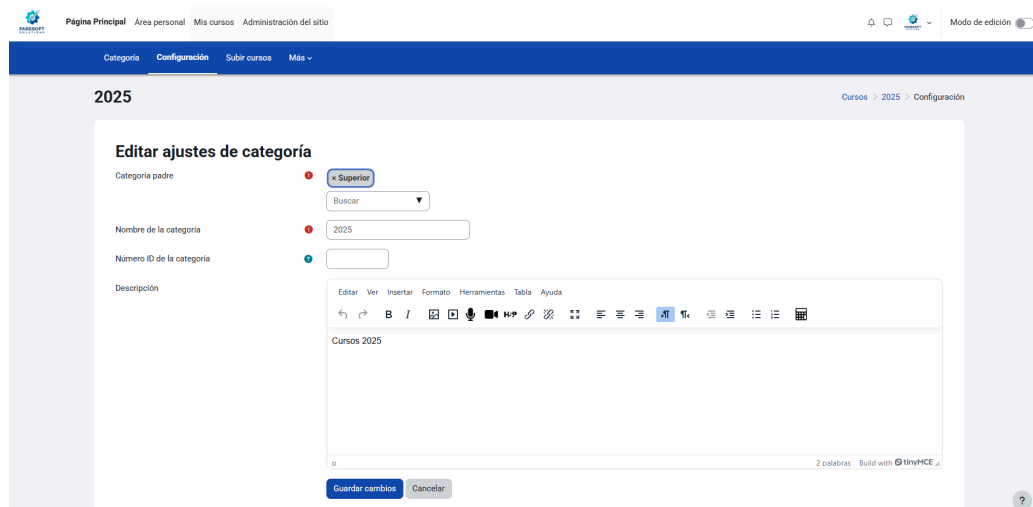 FARESOFT
SOLUTIONS
Página Principal Área personal Mis cursos Administración del sitio
Modo de edición
Categoría Configuración Subir cursos Más
2025
Cursos > 2025 > Configuración
Editar ajustes de categoría
Categoría padre
× Superior
Buscar ▼
Nombre de la categoría
2025
Número ID de la categoría
Descripción
Editar Ver Insertar Formato Herramientas Tabla Ayuda
B I H-P
Cursos 2025
p
2 palabras Build with tinyMCE
Guardar cambios Cancelar
?